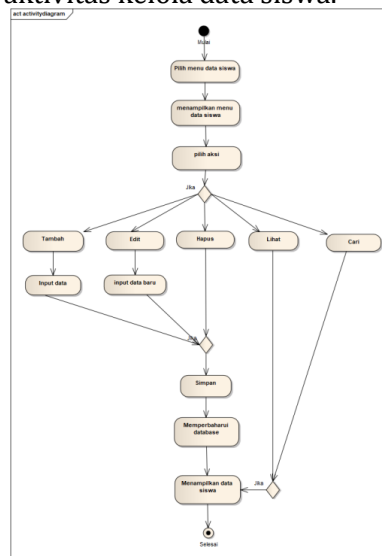 aktivitas kelola data siswa.
act activitydiagram
Mulai
Pilih menu data siswa
menampilkan menu
data siswa
pilih aksi
Jika
Tambah
Edit
Hapus
Lihat
Cari
Input data
input data baru
Simpan
Memperbaharui
database
Menampilkan data
siswa
Jika
Selesai